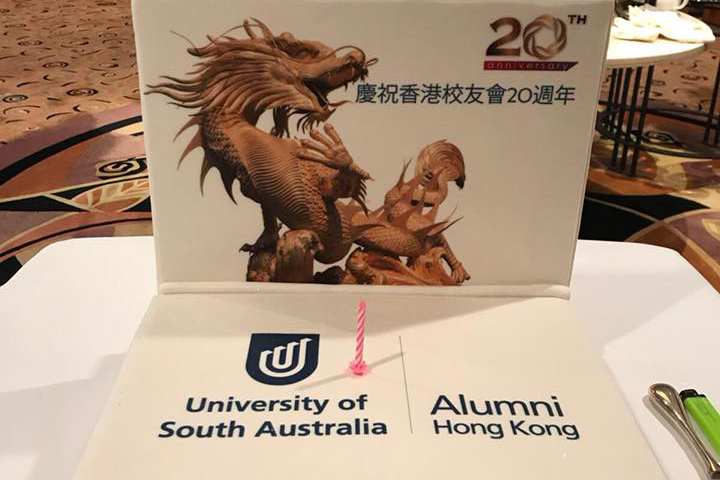 20TH
anniversary
慶祝香港校友會20週年
University of
South Australia
Alumni
Hong Kong